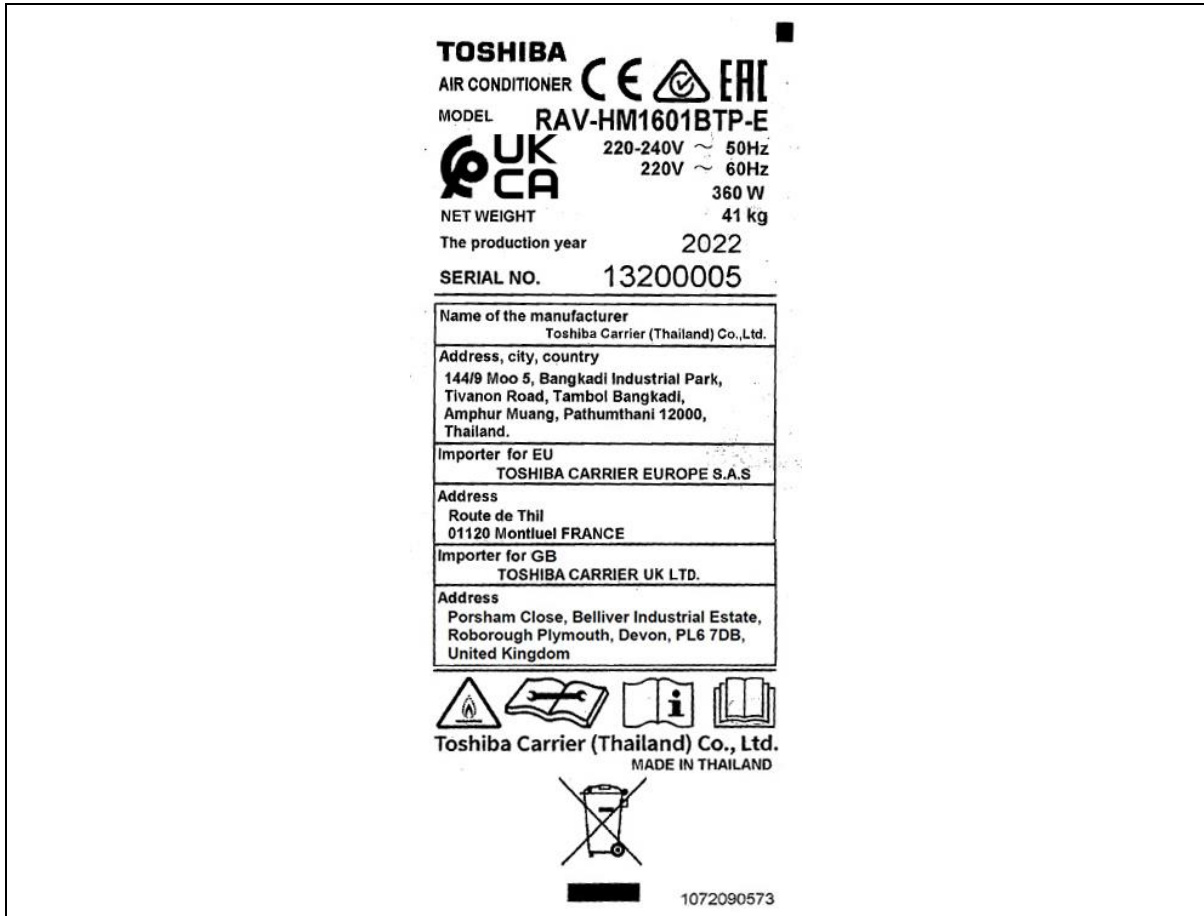 TOSHIBA
AIR CONDITIONER CE EAC
MODEL RAV-HM1601BTP-E
UK
CA
220-240V ~ 50Hz
220V ~ 60Hz
360 W
NET WEIGHT 41 kg
The production year 2022
SERIAL NO. 13200005
Name of the manufacturer
Toshiba Carrier (Thailand) Co.,Ltd.
Address, city, country
144/9 Moo 5, Bangkadi Industrial Park,
Tivanon Road, Tambol Bangkadi,
Amphur Muang, Pathumthani 12000,
Thailand.
Importer for EU
TOSHIBA CARRIER EUROPE S.A.S
Address
Route de Thil
01120 Montluel FRANCE
Importer for GB
TOSHIBA CARRIER UK LTD.
Address
Porsham Close, Belliver Industrial Estate,
Roborough Plymouth, Devon, PL6 7DB,
United Kingdom
i
Toshiba Carrier (Thailand) Co., Ltd.
MADE IN THAILAND
1072090573